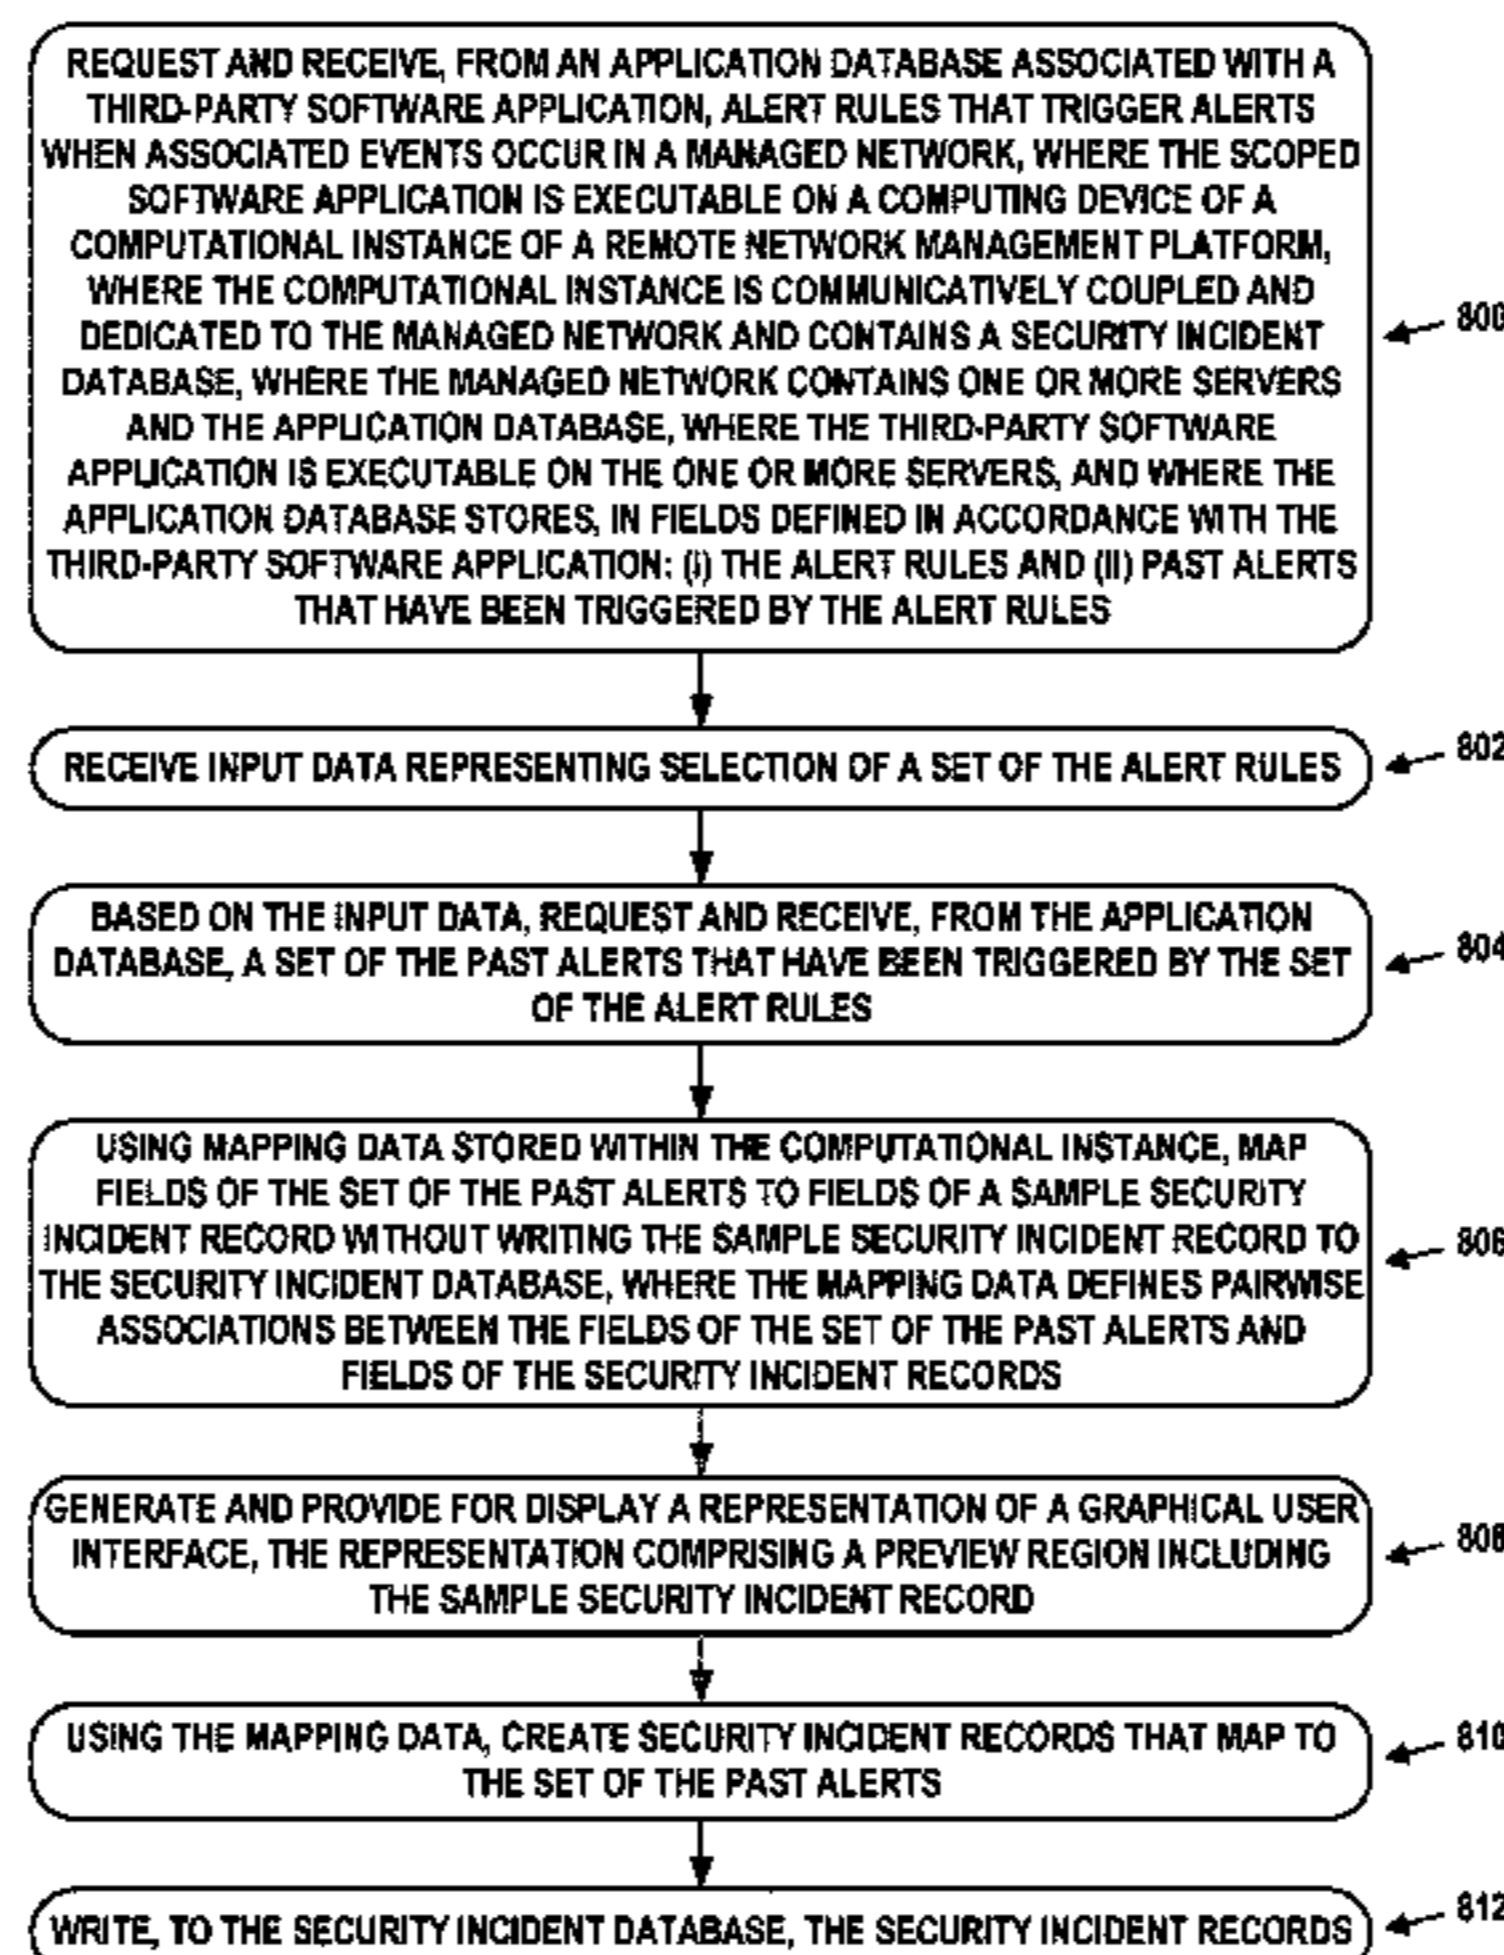 REQUEST AND RECEIVE, FROM AN APPLICATION DATABASE ASSOCIATED WITH A
THIRD-PARTY SOFTWARE APPLICATION, ALERT RULES THAT TRIGGER ALERTS
WHEN ASSOCIATED EVENTS OCCUR IN A MANAGED NETWORK, WHERE THE SCOPED
SOFTWARE APPLICATION IS EXECUTABLE ON A COMPUTING DEVICE OF A
COMPUTATIONAL INSTANCE OF A REMOTE NETWORK MANAGEMENT PLATFORM,
WHERE THE COMPUTATIONAL INSTANCE IS COMMUNICATIVELY COUPLED AND
DEDICATED TO THE MANAGED NETWORK AND CONTAINS A SECURITY INCIDENT
DATABASE, WHERE THE MANAGED NETWORK CONTAINS ONE OR MORE SERVERS
AND THE APPLICATION DATABASE, WHERE THE THIRD-PARTY SOFTWARE
APPLICATION IS EXECUTABLE ON THE ONE OR MORE SERVERS, AND WHERE THE
APPLICATION DATABASE STORES, IN FIELDS DEFINED IN ACCORDANCE WITH THE
THIRD-PARTY SOFTWARE APPLICATION: (I) THE ALERT RULES AND (II) PAST ALERTS
THAT HAVE BEEN TRIGGERED BY THE ALERT RULES
800
RECEIVE INPUT DATA REPRESENTING SELECTION OF A SET OF THE ALERT RULES
802
BASED ON THE INPUT DATA, REQUEST AND RECEIVE, FROM THE APPLICATION
DATABASE, A SET OF THE PAST ALERTS THAT HAVE BEEN TRIGGERED BY THE SET
OF THE ALERT RULES
804
USING MAPPING DATA STORED WITHIN THE COMPUTATIONAL INSTANCE, MAP
FIELDS OF THE SET OF THE PAST ALERTS TO FIELDS OF A SAMPLE SECURITY
INCIDENT RECORD WITHOUT WRITING THE SAMPLE SECURITY INCIDENT RECORD TO
THE SECURITY INCIDENT DATABASE, WHERE THE MAPPING DATA DEFINES PAIRWISE
ASSOCIATIONS BETWEEN THE FIELDS OF THE SET OF THE PAST ALERTS AND
FIELDS OF THE SECURITY INCIDENT RECORDS
806
GENERATE AND PROVIDE FOR DISPLAY A REPRESENTATION OF A GRAPHICAL USER
INTERFACE, THE REPRESENTATION COMPRISING A PREVIEW REGION INCLUDING
THE SAMPLE SECURITY INCIDENT RECORD
808
USING THE MAPPING DATA, CREATE SECURITY INCIDENT RECORDS THAT MAP TO
THE SET OF THE PAST ALERTS
810
WRITE, TO THE SECURITY INCIDENT DATABASE, THE SECURITY INCIDENT RECORDS
812